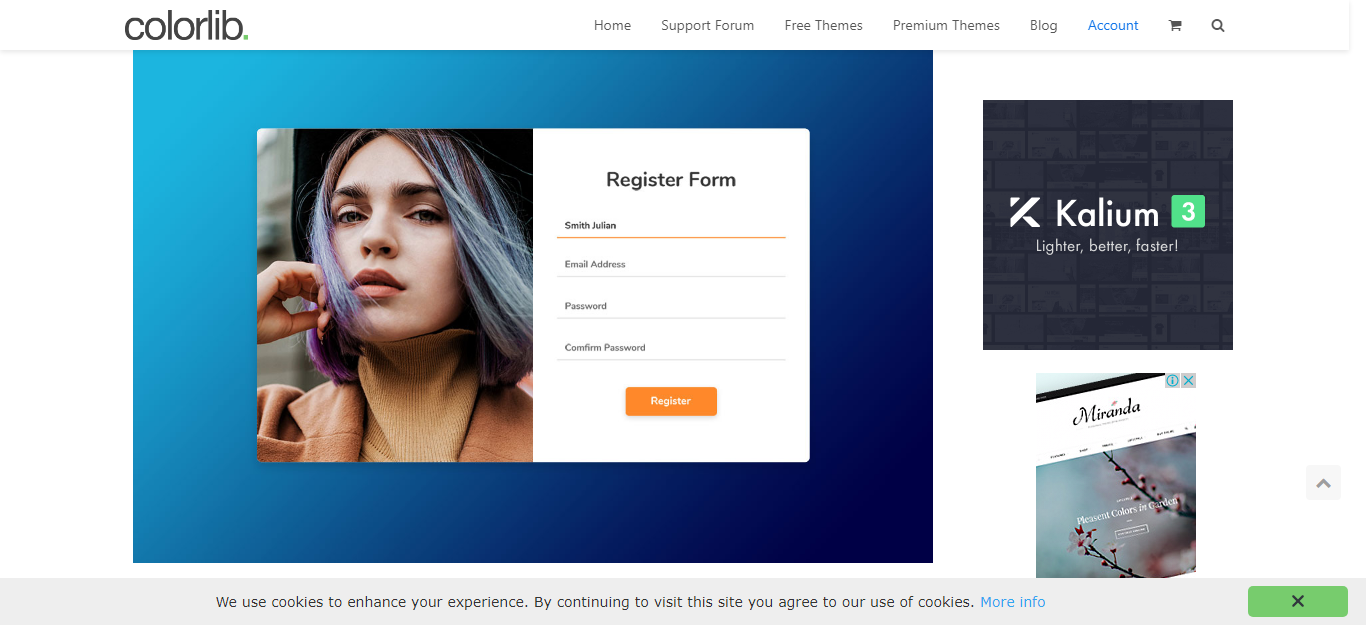 colorlib.
Home Support Forum Free Themes Premium Themes Blog Account
Register Form
Smith Julian
Email Address
Password
Comfirm Password
Register
Kalium 3
Lighter, better, faster!
Miranda
Pleasent Colors in Garden
We use cookies to enhance your experience. By continuing to visit this site you agree to our use of cookies. More info